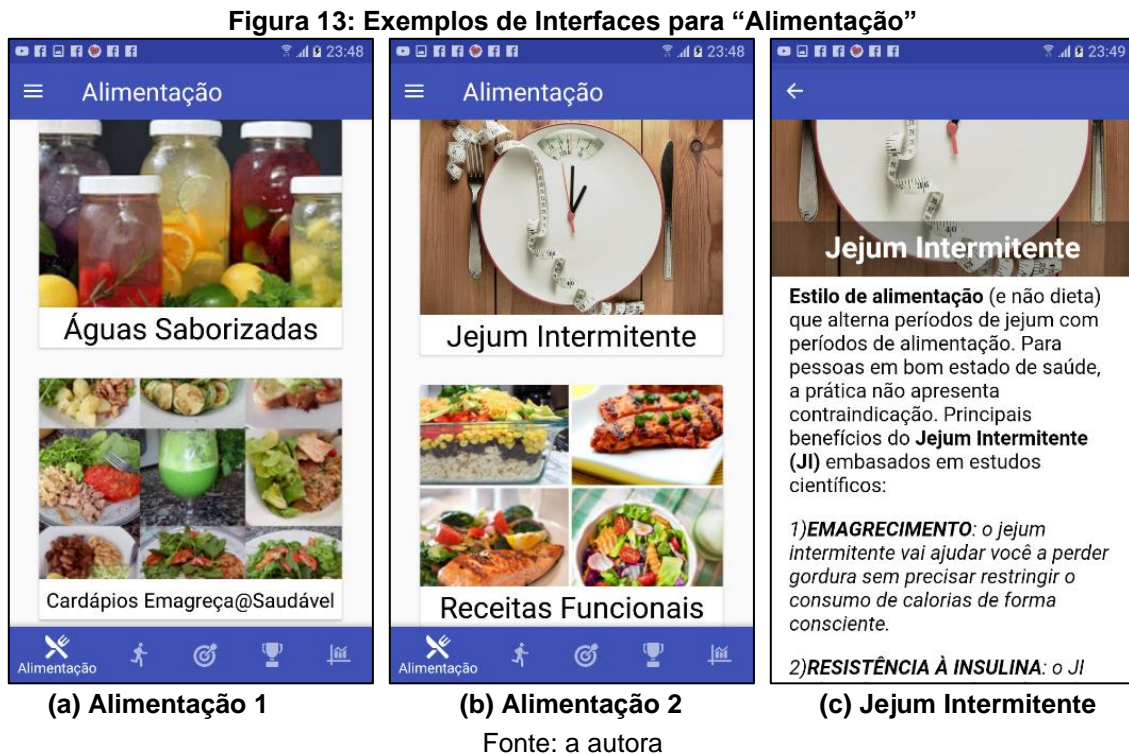 Figura 13: Exemplos de Interfaces para “Alimentação”
23:48
Alimentação
Águas Saborizadas
Cardápios Emagreça@Saudável
Alimentação
(a) Alimentação 1
23:48
Alimentação
Jejum Intermitente
Receitas Funcionais
Alimentação
(b) Alimentação 2
23:49
Jejum Intermitente
Estilo de alimentação (e não dieta)
que alterna períodos de jejum com
períodos de alimentação. Para
pessoas em bom estado de saúde,
a prática não apresenta
contraindicação. Principais
benefícios do Jejum Intermitente
(JI) embasados em estudos
científicos:
1)EMAGRECIMENTO: o jejum
intermitente vai ajudar você a perder
gordura sem precisar restringir o
consumo de calorias de forma
consciente.
2)RESISTÊNCIA À INSULINA: o JI
(c) Jejum Intermitente
Fonte: a autora